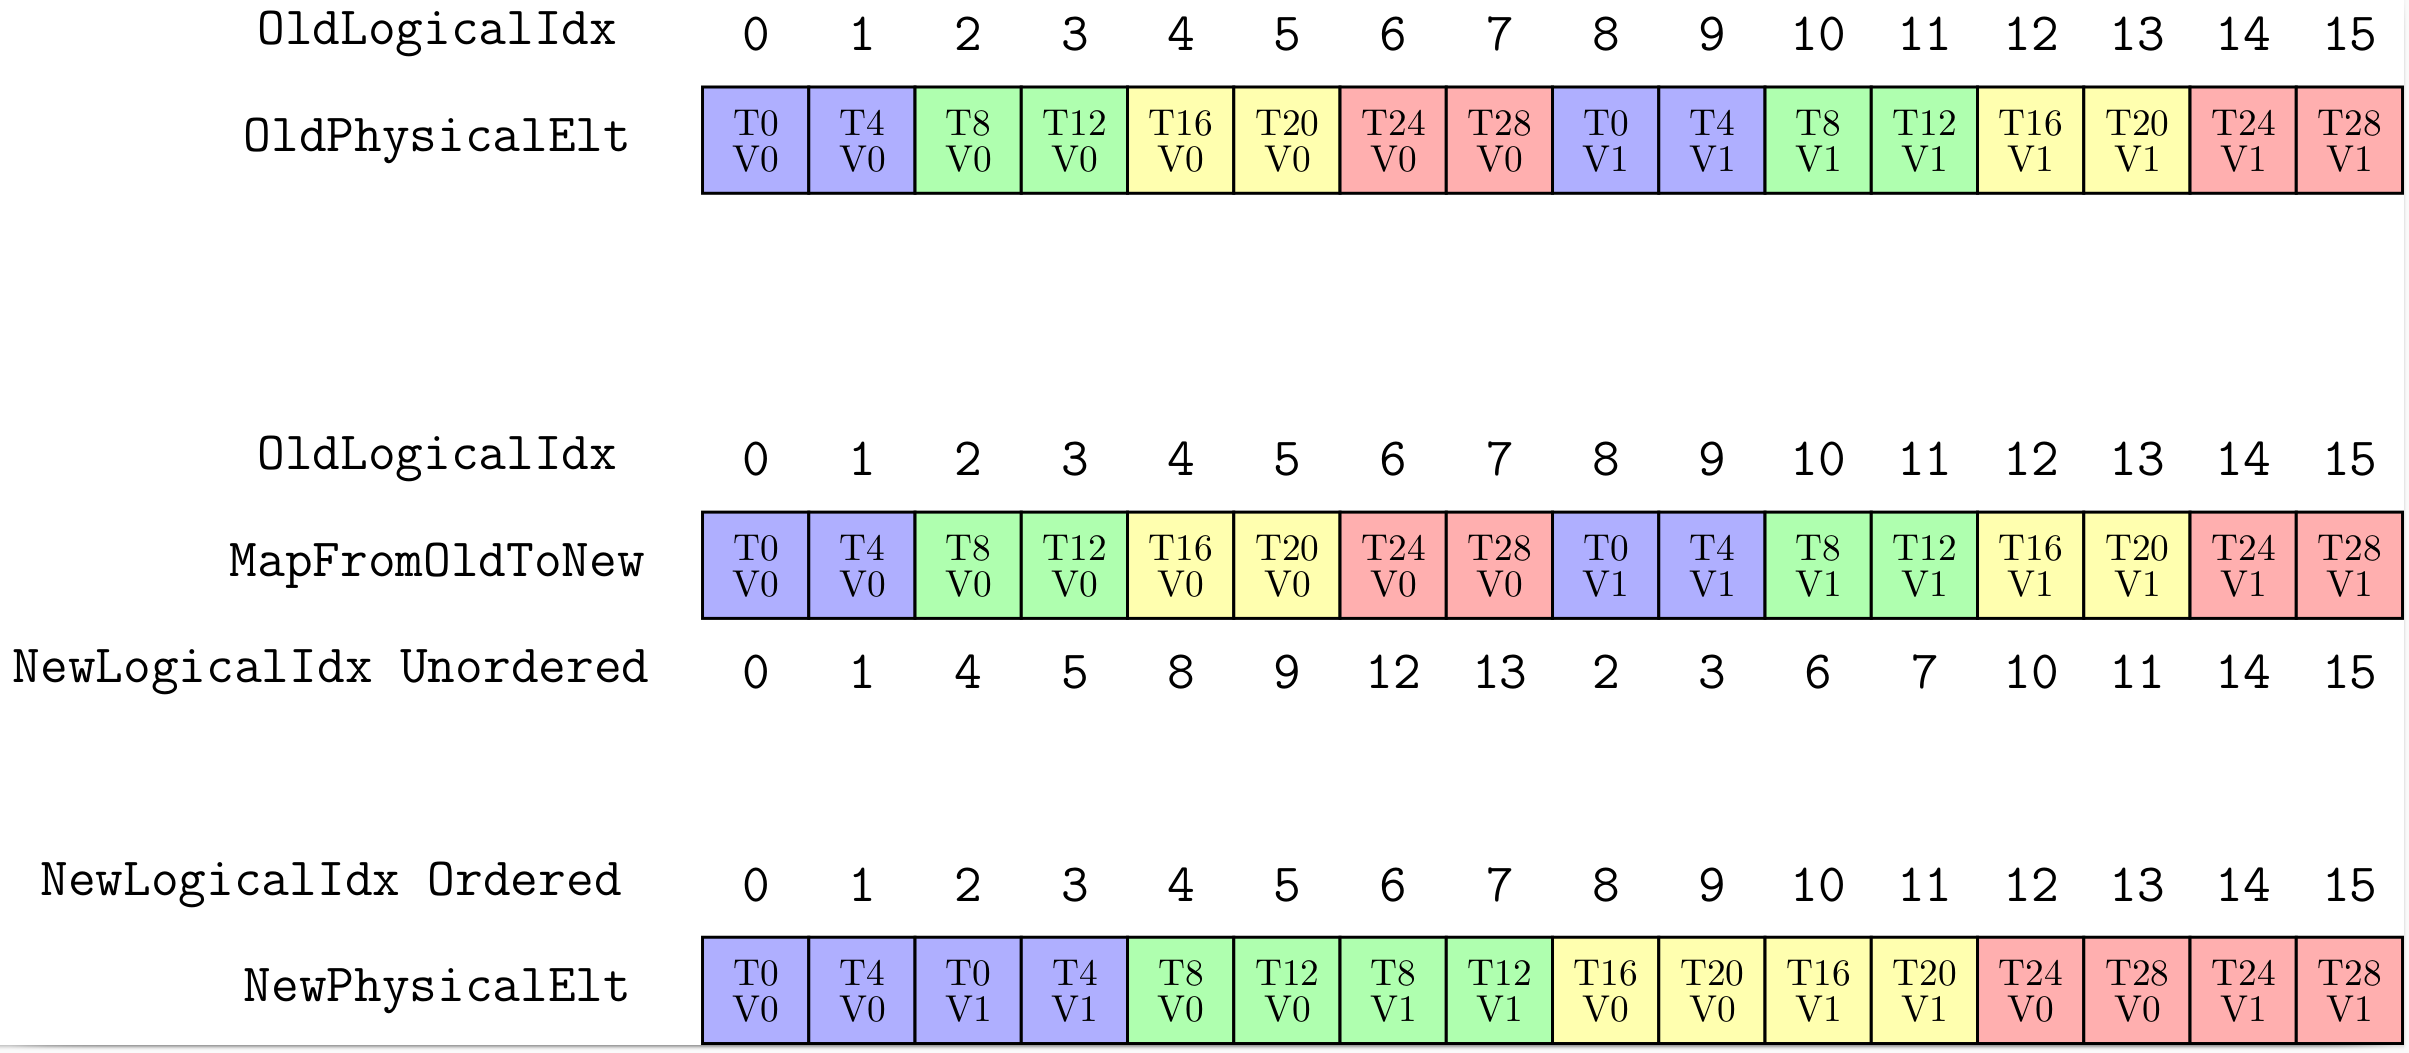 OldLogicalIdx 0 1 2 3 4 5 6 7 8 9 10 11 12 13 14 15
OldPhysicalElt
T0 T4 T8 T12 T16 T20 T24 T28 T0 T4 T8 T12 T16 T20 T24 T28
V0 V0 V0 V0 V0 V0 V0 V0 V1 V1 V1 V1 V1 V1 V1 V1
OldLogicalIdx 0 1 2 3 4 5 6 7 8 9 10 11 12 13 14 15
MapFromOldToNew
T0 T4 T8 T12 T16 T20 T24 T28 T0 T4 T8 T12 T16 T20 T24 T28
V0 V0 V0 V0 V0 V0 V0 V0 V1 V1 V1 V1 V1 V1 V1 V1
NewLogicalIdx Unordered 0 1 4 5 8 9 12 13 2 3 6 7 10 11 14 15
NewLogicalIdx Ordered 0 1 2 3 4 5 6 7 8 9 10 11 12 13 14 15
NewPhysicalElt
T0 T4 T0 T4 T8 T12 T8 T12 T16 T20 T16 T20 T24 T28 T24 T28
V0 V0 V1 V1 V0 V0 V1 V1 V0 V0 V1 V1 V0 V0 V1 V1